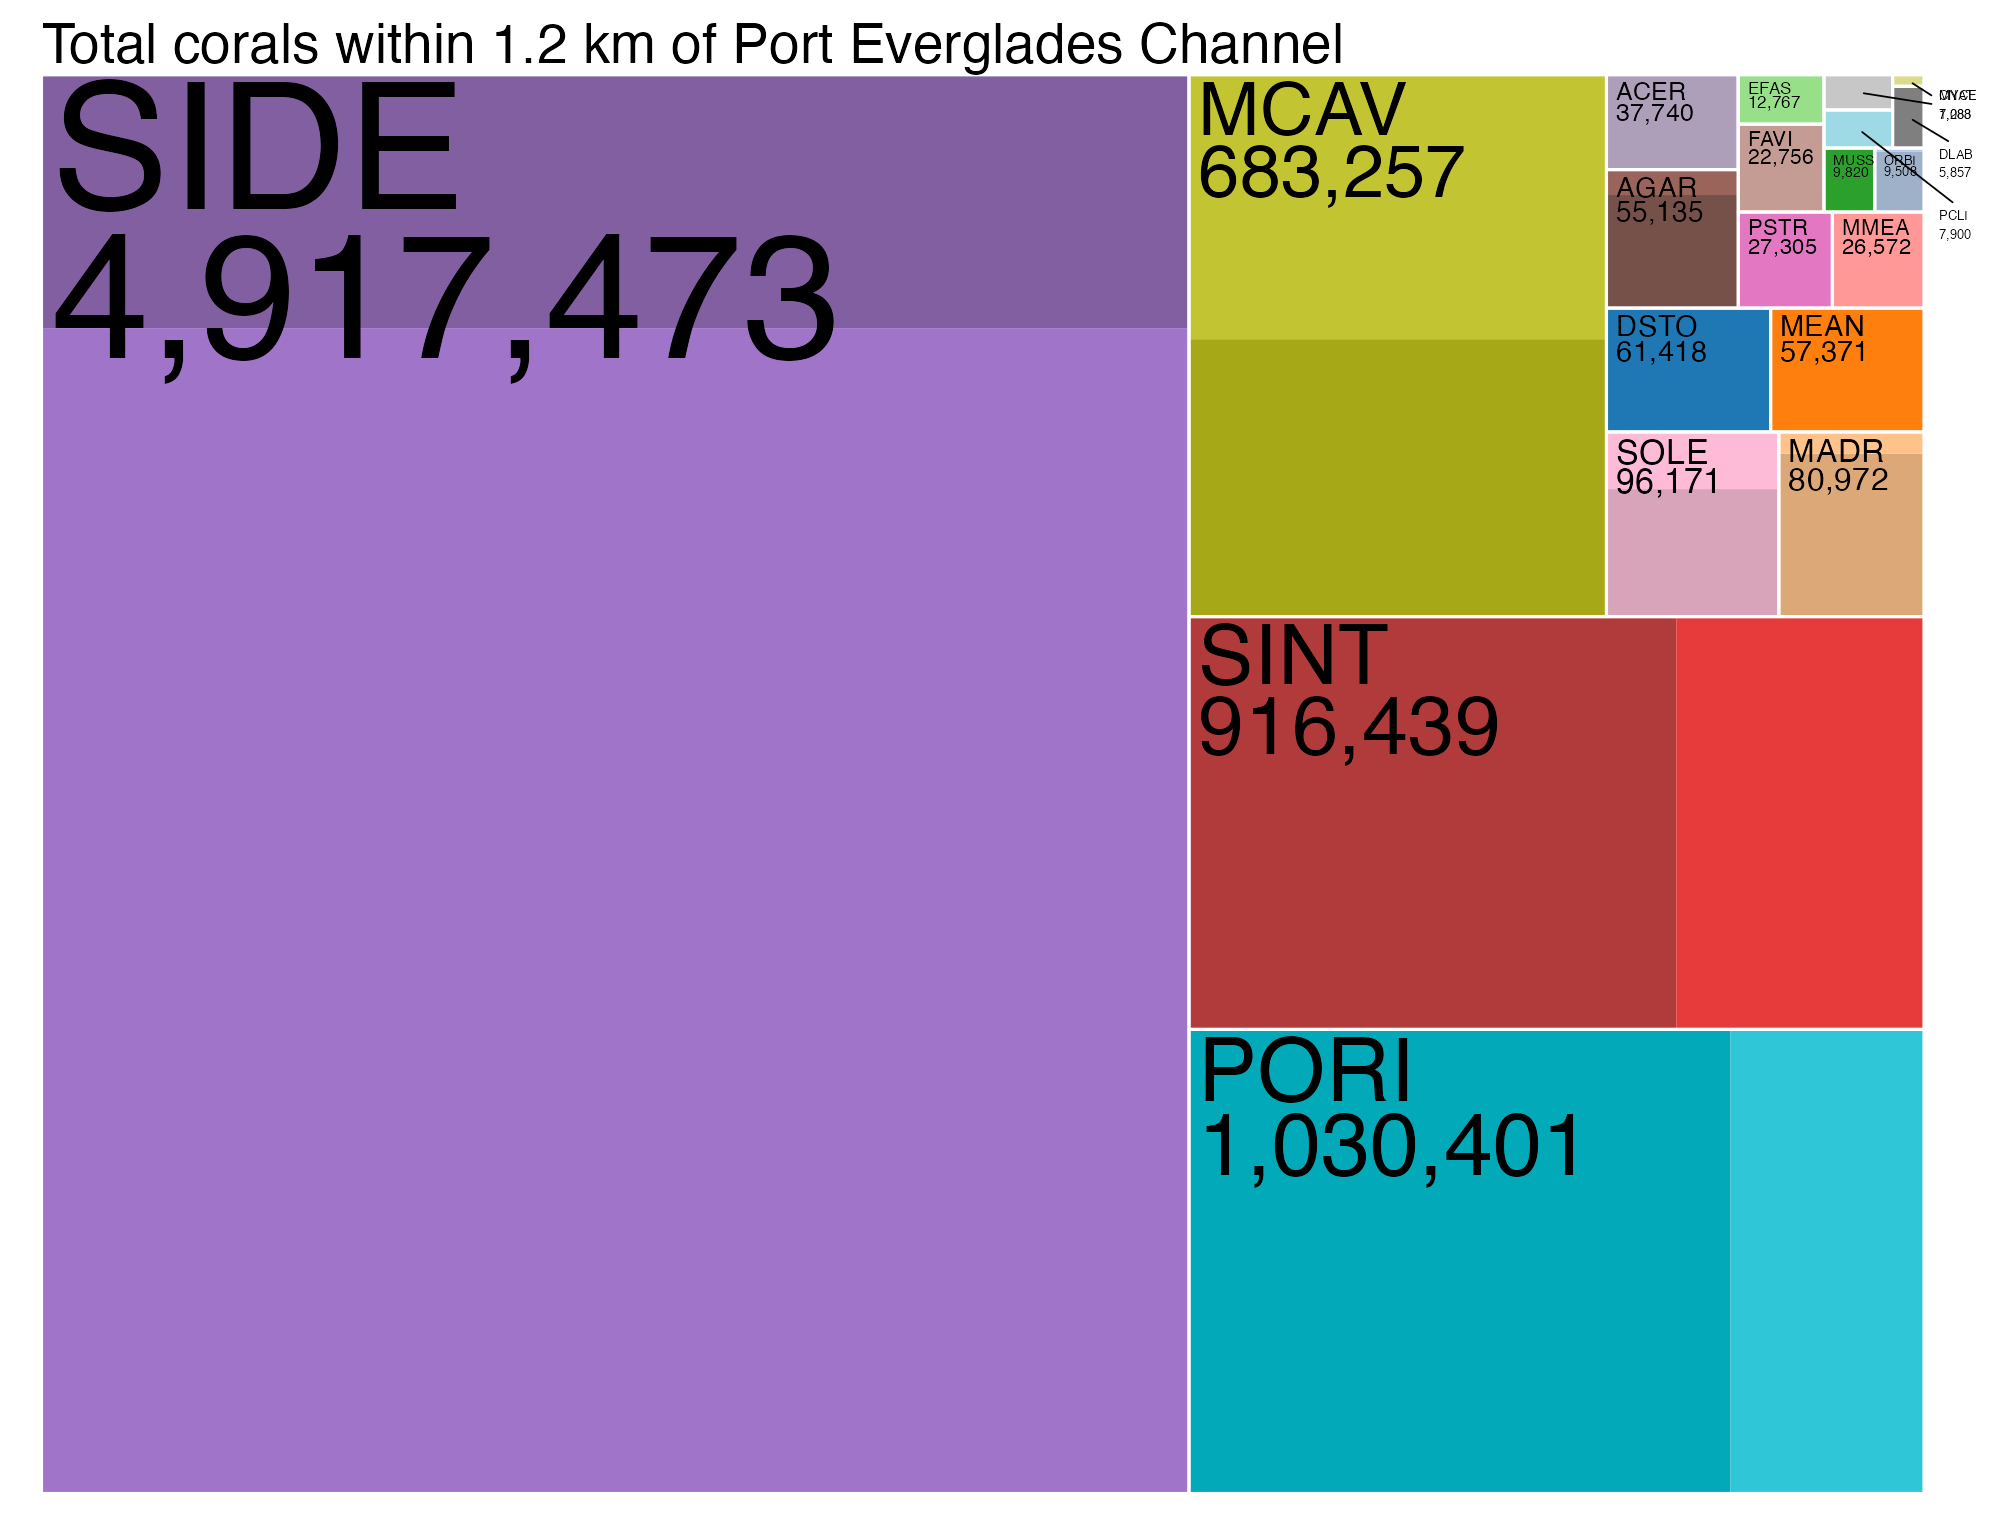 Total corals within 1.2 km of Port Everglades Channel
SIDE
4,917,473
MCAV
683,257
ACER
37,740
AGAR
55,135
EFAS
12,767
FAVI
22,756
MUSS
9,820
ORBI
9,508
DLAB
5,857
PCLI
7,900
PSTR
27,305
MMEA
26,572
DSTO
61,418
MEAN
57,371
SOLE
96,171
MADR
80,972
SINT
916,439
PORI
1,030,401